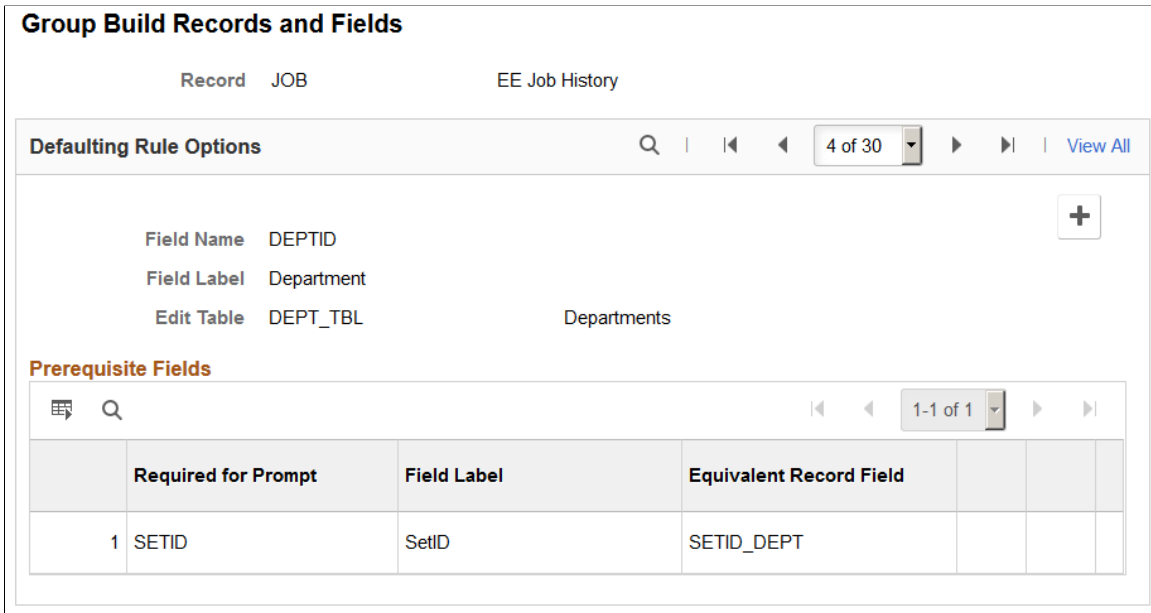 Group Build Records and Fields
Record JOB EE Job History
Defaulting Rule Options 4 of 30 View All
Field Name DEPTID
Field Label Department
Edit Table DEPT_TBL Departments
Prerequisite Fields
1-1 of 1
Required for Prompt Field Label Equivalent Record Field
1 SETID SetID SETID_DEPT